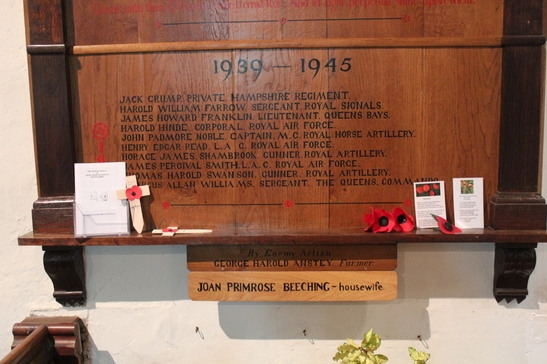 1939 — 1945
JACK CRUMP. PRIVATE. HAMPSHIRE REGIMENT.
HAROLD WILLIAM FARROW. SERGEANT. ROYAL SIGNALS.
JAMES HOWARD FRANKLIN. LIEUTENANT. QUEENS BAYS.
HAROLD HINDE. CORPORAL. ROYAL AIR FORCE.
JOHN PADMORE NOBLE. CAPTAIN. M.C. ROYAL HORSE ARTILLERY.
HENRY EDGAR READ. L.A.C. ROYAL AIR FORCE.
HORACE JAMES SHAMBROOK. GUNNER. ROYAL ARTILLERY.
JAMES PERCIVAL SMITH. L.A.C. ROYAL AIR FORCE.
THOMAS HAROLD SWANSON. GUNNER. ROYAL ARTILLERY.
ALLAN WILLIAMS. SERGEANT. THE QUEENS. COMMANDO.
By Enemy Action
GEORGE HAROLD ANSTEY Farmer
JOAN PRIMROSE BEECHING – housewife